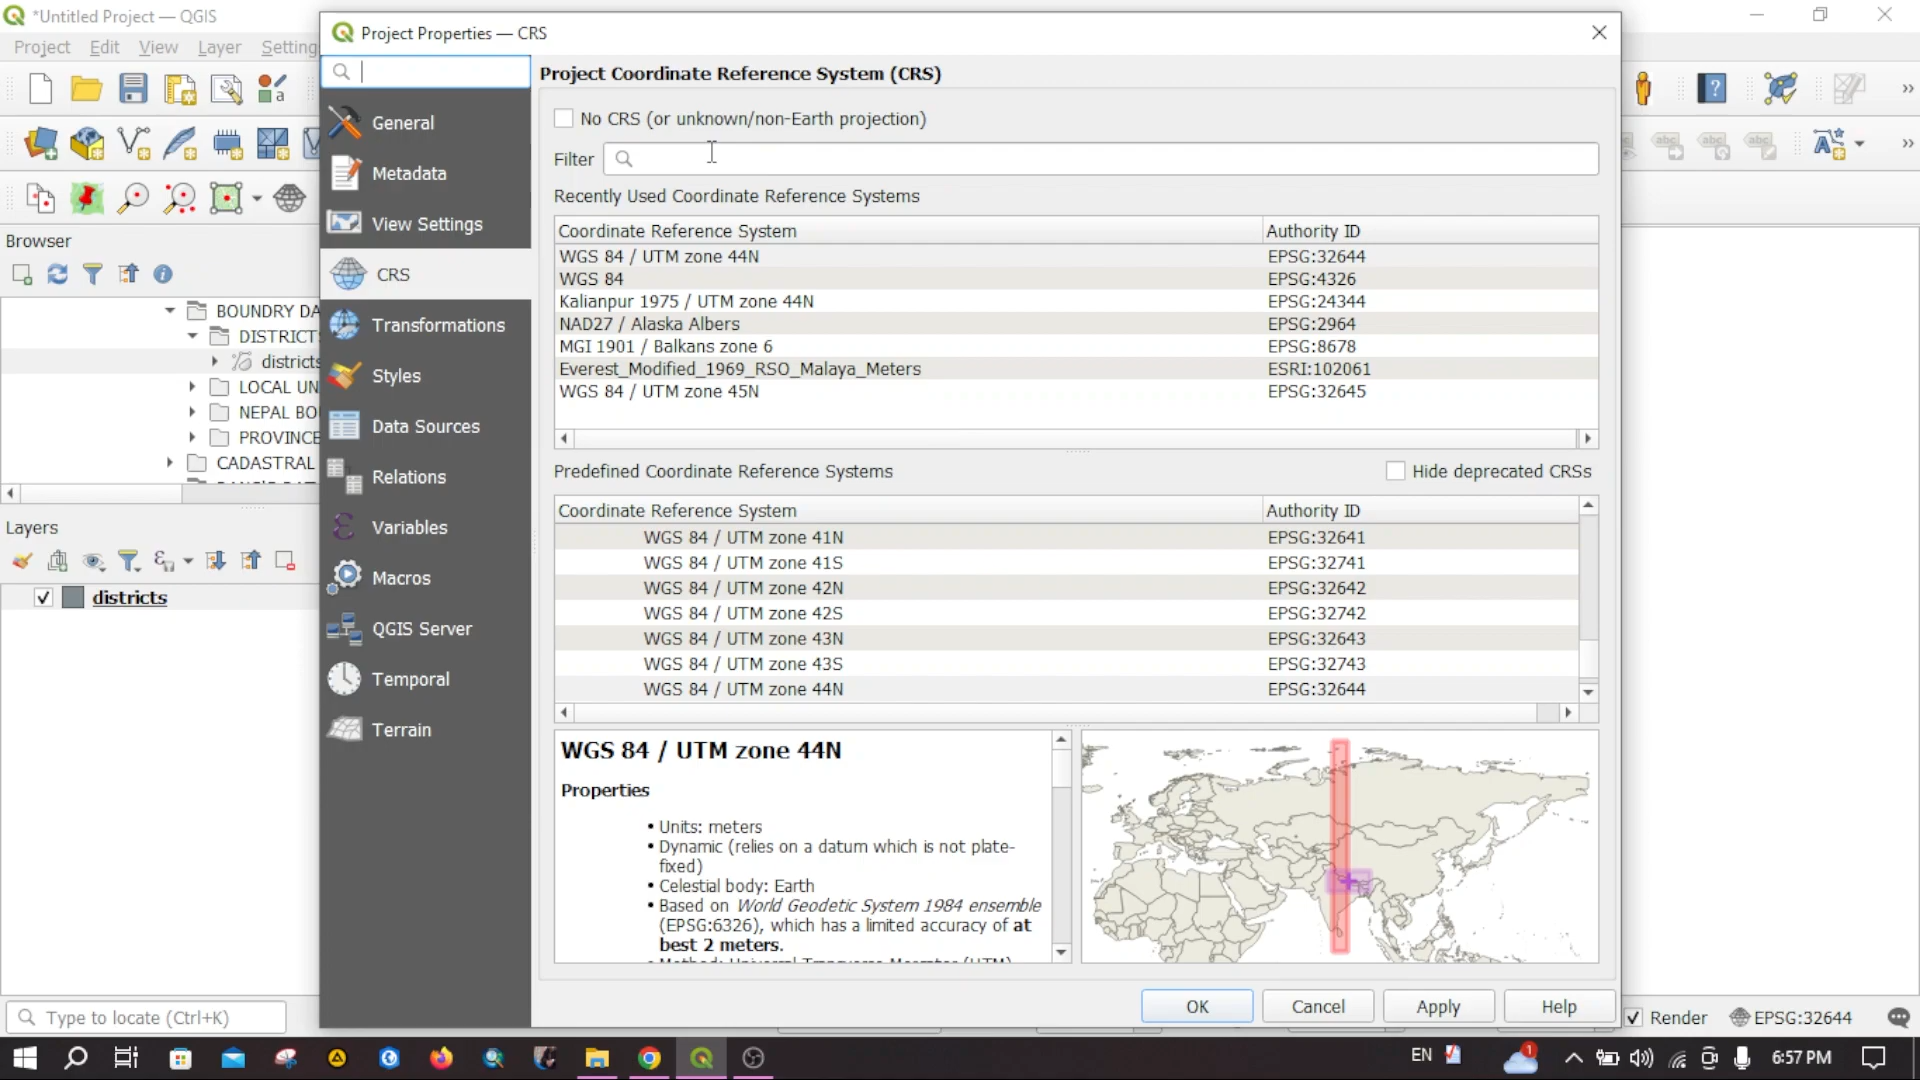 *Untitled Project — QGIS
Project Edit View Layer Setting
Project Properties — CRS
General
Metadata
View Settings
CRS
Transformations
Styles
Data Sources
Relations
Variables
Macros
QGIS Server
Temporal
Terrain
Project Coordinate Reference System (CRS)
No CRS (or unknown/non-Earth projection)
Filter
Recently Used Coordinate Reference Systems
Coordinate Reference System Authority ID
WGS 84 / UTM zone 44N EPSG:32644
WGS 84 EPSG:4326
Kalianpur 1975 / UTM zone 44N EPSG:24344
NAD27 / Alaska Albers EPSG:2964
MGI 1901 / Balkans zone 6 EPSG:8678
Everest_Modified_1969_RSO_Malaya_Meters ESRI:102061
WGS 84 / UTM zone 45N EPSG:32645
Predefined Coordinate Reference Systems Hide deprecated CRSs
Coordinate Reference System Authority ID
WGS 84 / UTM zone 41N EPSG:32641
WGS 84 / UTM zone 41S EPSG:32741
WGS 84 / UTM zone 42N EPSG:32642
WGS 84 / UTM zone 42S EPSG:32742
WGS 84 / UTM zone 43N EPSG:32643
WGS 84 / UTM zone 43S EPSG:32743
WGS 84 / UTM zone 44N EPSG:32644
WGS 84 / UTM zone 44N
Properties
• Units: meters
• Dynamic (relies on a datum which is not plate-
fixed)
• Celestial body: Earth
• Based on World Geodetic System 1984 ensemble
(EPSG:6326), which has a limited accuracy of at
best 2 meters.
• Method: Universal Transverse Mercator (UTM)
OK Cancel Apply Help
Browser
BOUNDRY DA
DISTRICT
districts
LOCAL UN
NEPAL BO
PROVINCE
CADASTRAL
Layers
districts
Type to locate (Ctrl+K)
Render EPSG:32644
EN 1 6:57 PM